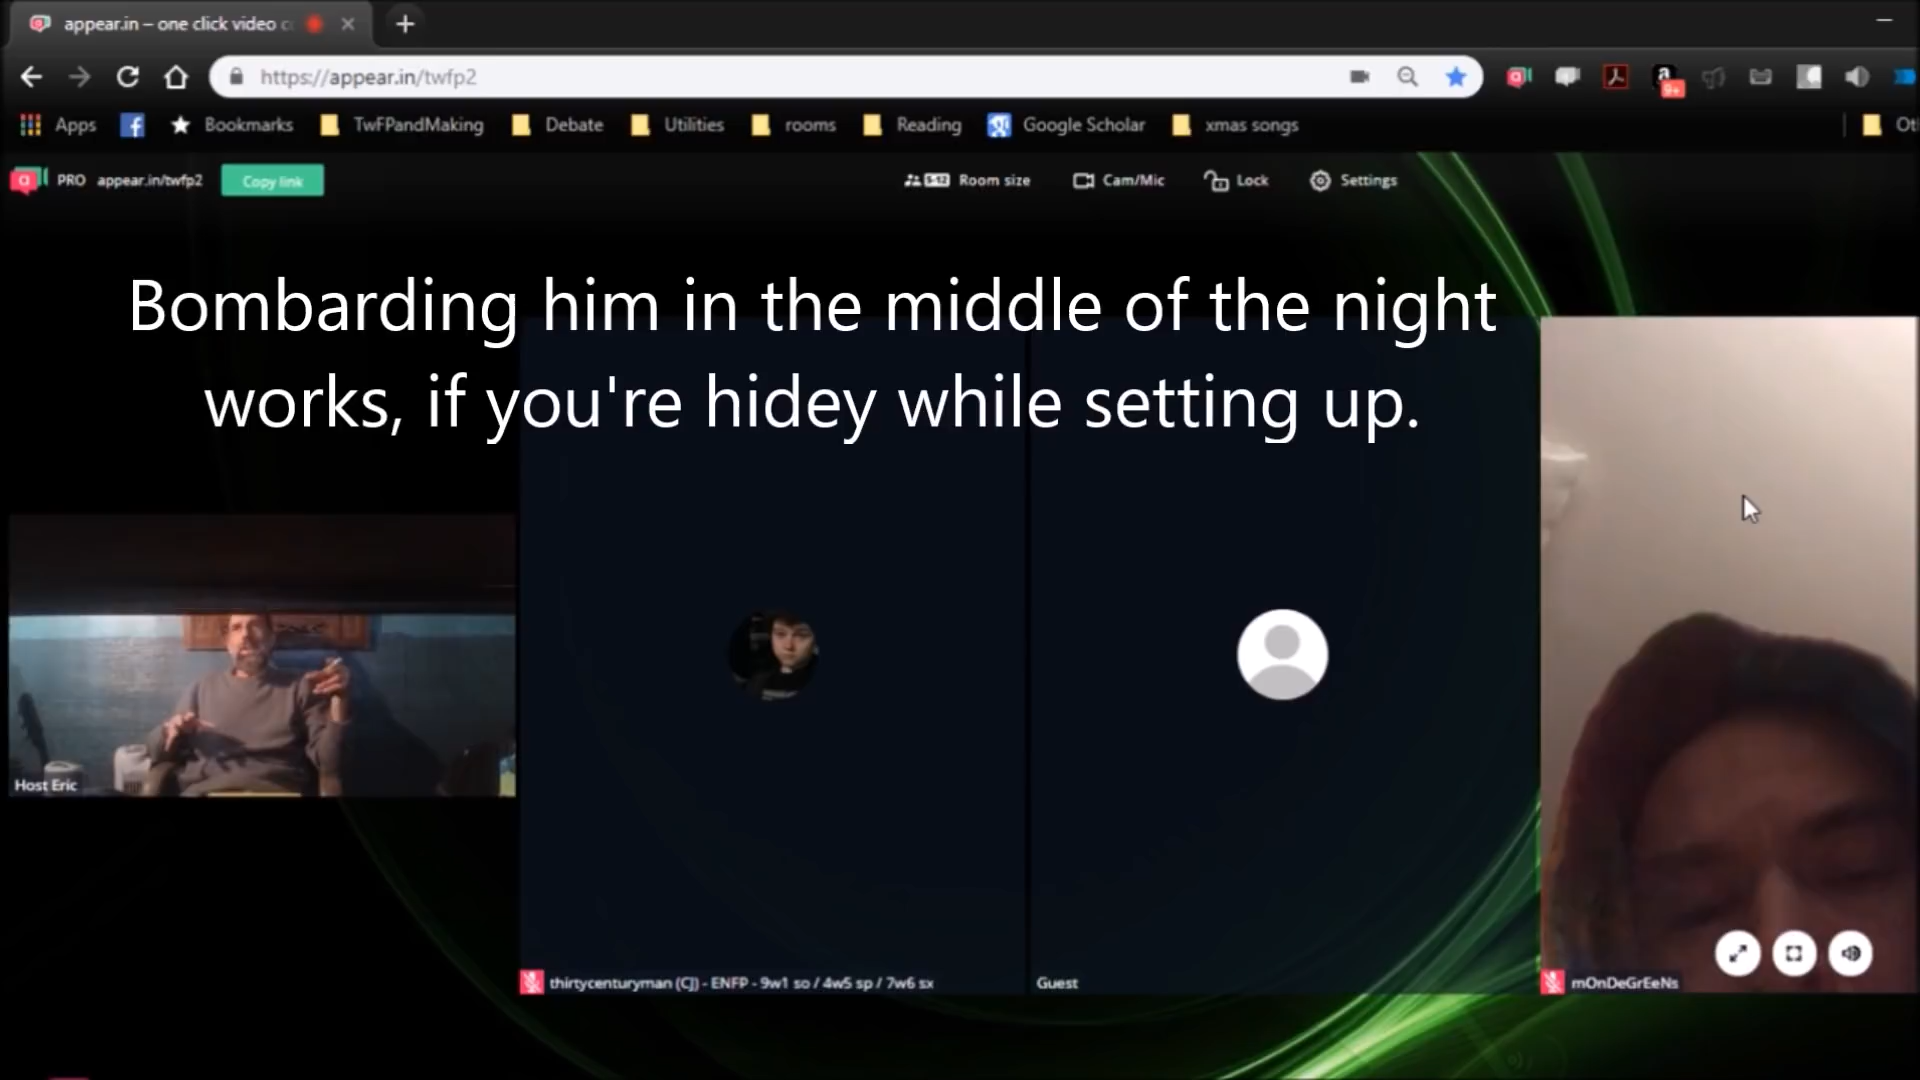 appear.in – one click video c
https://appear.in/twfp2
9+
Apps
Bookmarks
TwFPandMaking
Debate
Utilities
rooms
Reading
Google Scholar
xmas songs
PRO appear.in/twfp2
Copy link
5-12 Room size
Cam/Mic
Lock
Settings
Bombarding him in the middle of the night
works, if you're hidey while setting up.
Host Eric
thirtycenturyman (CJ) - ENFP - 9w1 so / 4w5 sp / 7w6 sx
Guest
mOnDeGrEeNs